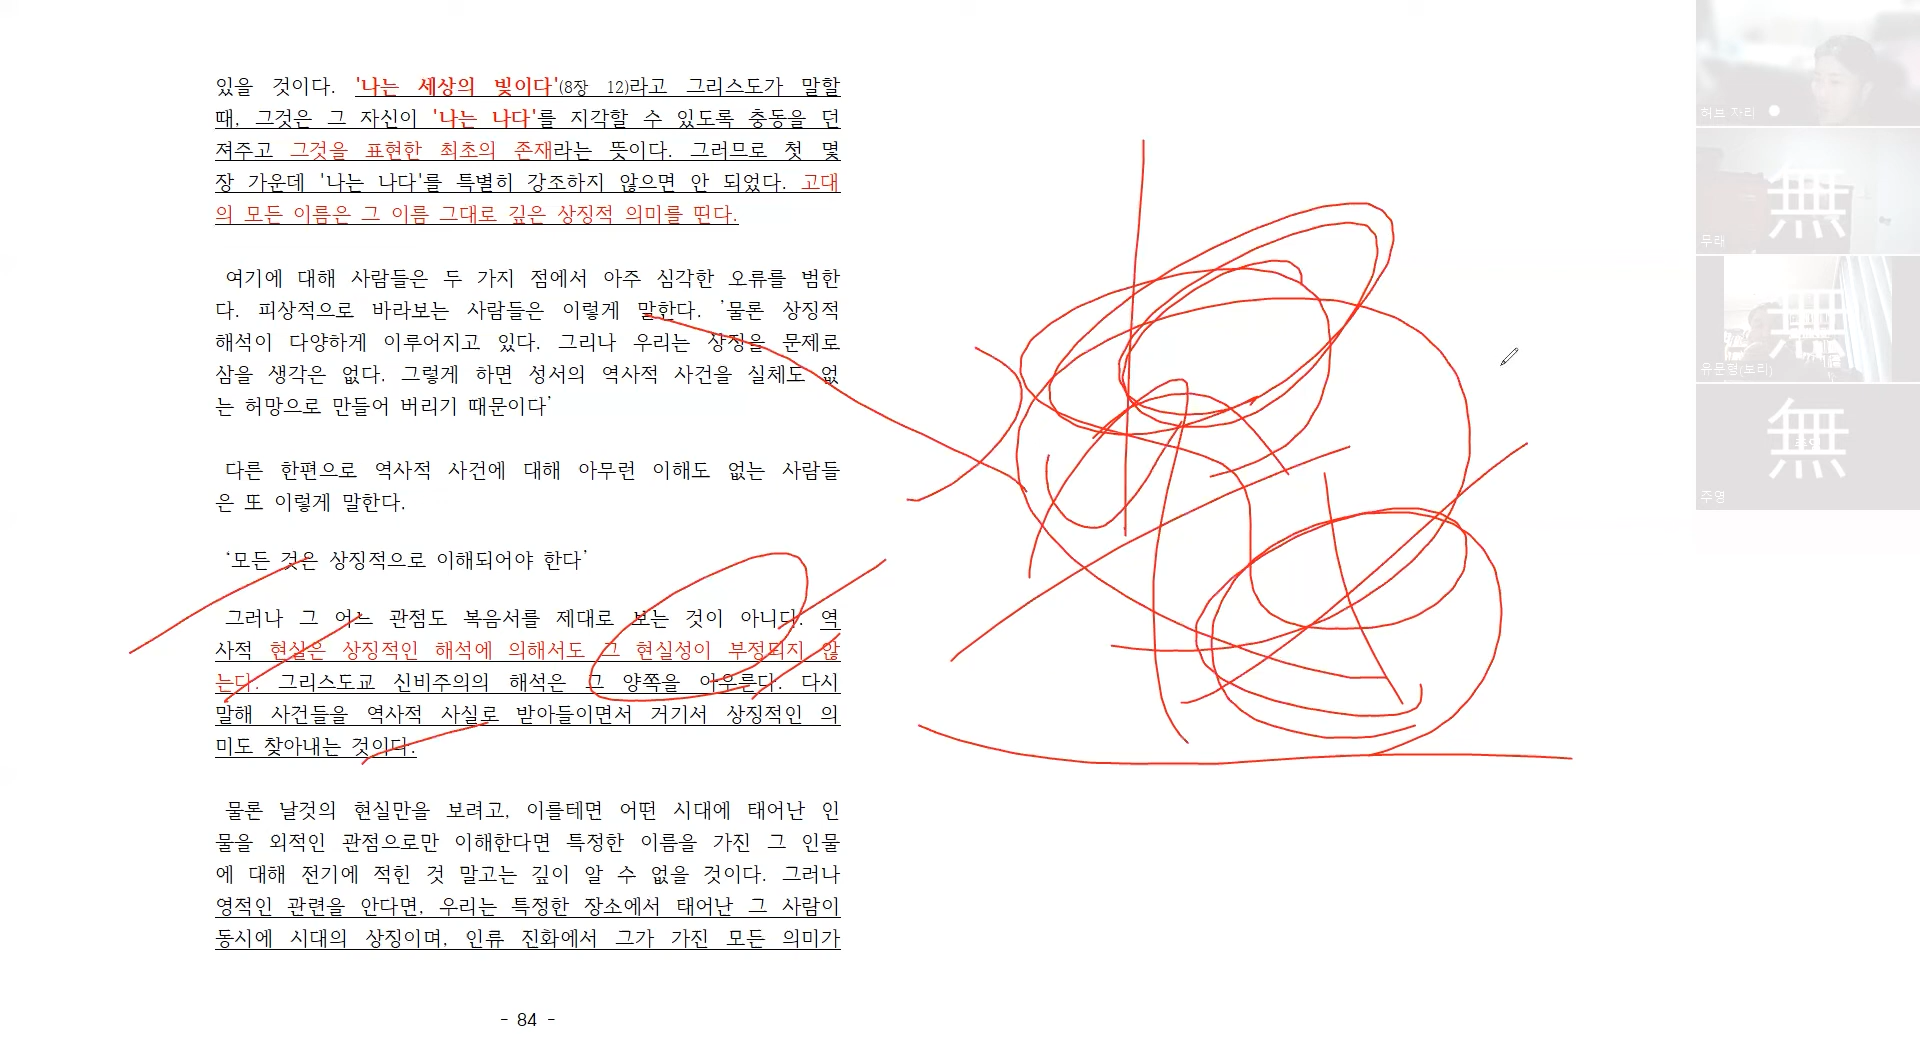 있을 것이다. '나는 세상의 빛이다'(8장 12)라고 그리스도가 말할
때, 그것은 그 자신이 '나는 나다'를 지각할 수 있도록 충동을 던
져주고 그것을 표현한 최초의 존재라는 뜻이다. 그러므로 첫 몇
장 가운데 '나는 나다'를 특별히 강조하지 않으면 안 되었다. 고대
의 모든 이름은 그 이름 그대로 깊은 상징적 의미를 띤다.
여기에 대해 사람들은 두 가지 점에서 아주 심각한 오류를 범한
다. 피상적으로 바라보는 사람들은 이렇게 말한다. '물론 상징적
해석이 다양하게 이루어지고 있다. 그러나 우리는 상징을 문제로
삼을 생각은 없다. 그렇게 하면 성서의 역사적 사건을 실체도 없
는 허망으로 만들어 버리기 때문이다'
다른 한편으로 역사적 사건에 대해 아무런 이해도 없는 사람들
은 또 이렇게 말한다.
'모든 것은 상징적으로 이해되어야 한다'
그러나 그 어느 관점도 복음서를 제대로 보는 것이 아니다. 역
사적 현실은 상징적인 해석에 의해서도 그 현실성이 부정되지 않
는다. 그리스도교 신비주의의 해석은 그 양쪽을 아우른다. 다시
말해 사건들을 역사적 사실로 받아들이면서 거기서 상징적인 의
미도 찾아내는 것이다.
물론 날것의 현실만을 보려고, 이를테면 어떤 시대에 태어난 인
물을 외적인 관점으로만 이해한다면 특정한 이름을 가진 그 인물
에 대해 전기에 적힌 것 말고는 깊이 알 수 없을 것이다. 그러나
영적인 관련을 안다면, 우리는 특정한 장소에서 태어난 그 사람이
동시에 시대의 상징이며, 인류 진화에서 그가 가진 모든 의미가
- 84 -
허브 자리
無
두래
無
유문형(보리)
無
주영